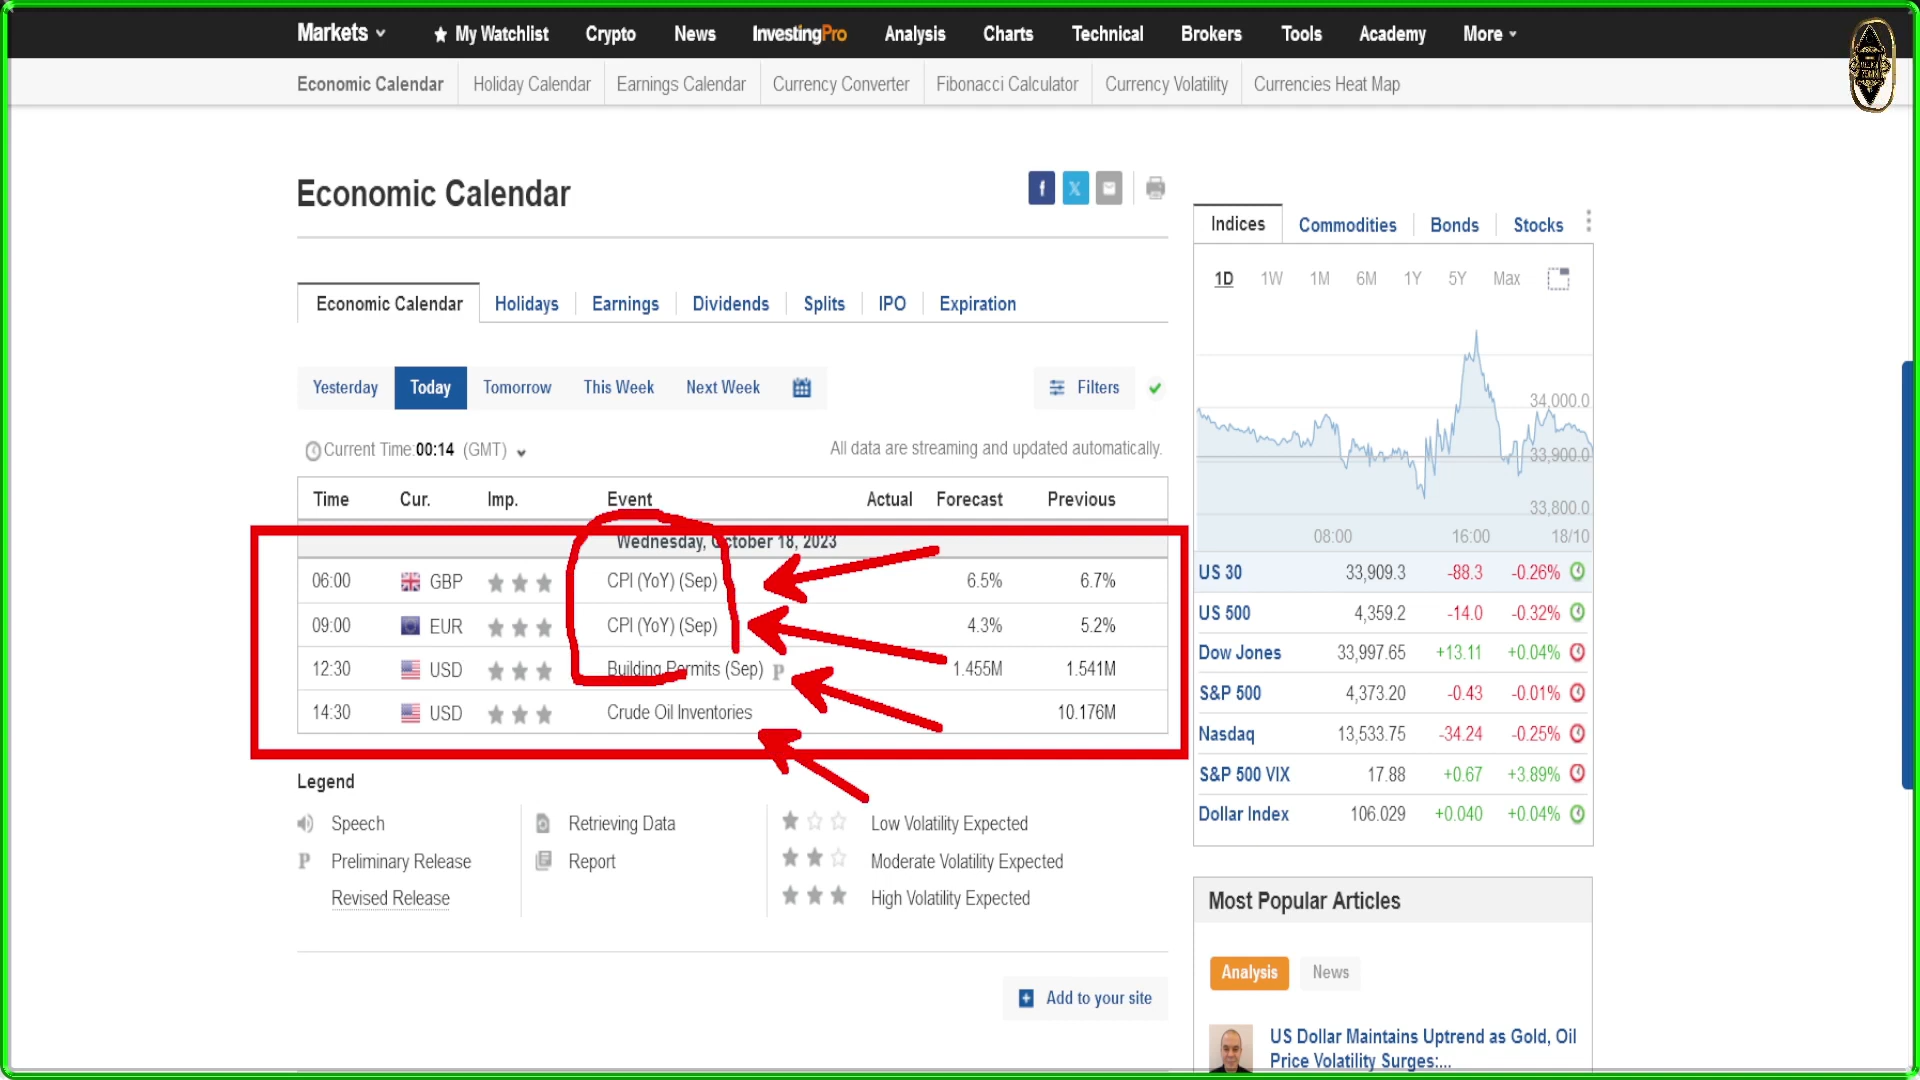 Markets My Watchlist Crypto News InvestingPro Analysis Charts Technical Brokers Tools Academy More
Economic Calendar Holiday Calendar Earnings Calendar Currency Converter Fibonacci Calculator Currency Volatility Currencies Heat Map
Economic Calendar
Economic Calendar Holidays Earnings Dividends Splits IPO Expiration
Yesterday Today Tomorrow This Week Next Week Filters
Current Time:00:14 (GMT)
All data are streaming and updated automatically.
Time Cur. Imp. Event Actual Forecast Previous
Wednesday, October 18, 2023
06:00 GBP CPI (YoY) (Sep) 6.5% 6.7%
09:00 EUR CPI (YoY) (Sep) 4.3% 5.2%
12:30 USD Building Permits (Sep) P 1.455M 1.541M
14:30 USD Crude Oil Inventories 10.176M
Legend
Speech Retrieving Data Low Volatility Expected
P Preliminary Release Report Moderate Volatility Expected
Revised Release High Volatility Expected
Add to your site
Indices Commodities Bonds Stocks
1D 1W 1M 6M 1Y 5Y Max
34,000.0
33,900.0
33,800.0
08:00 16:00 18/10
US 30 33,909.3 -88.3 -0.26%
US 500 4,359.2 -14.0 -0.32%
Dow Jones 33,997.65 +13.11 +0.04%
S&P 500 4,373.20 -0.43 -0.01%
Nasdaq 13,533.75 -34.24 -0.25%
S&P 500 VIX 17.88 +0.67 +3.89%
Dollar Index 106.029 +0.040 +0.04%
Most Popular Articles
Analysis News
US Dollar Maintains Uptrend as Gold, Oil
Price Volatility Surges:...